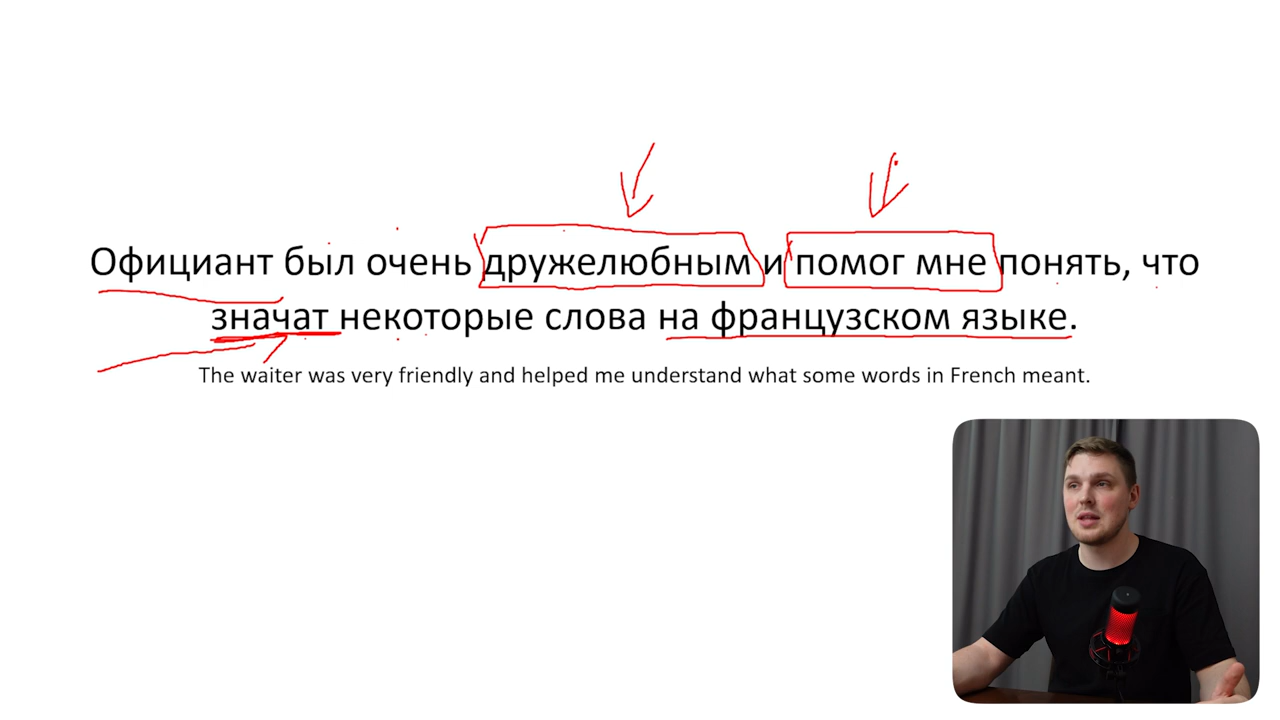 Официант был очень дружелюбным и помог мне понять, что
значат некоторые слова на французском языке.
The waiter was very friendly and helped me understand what some words in French meant.